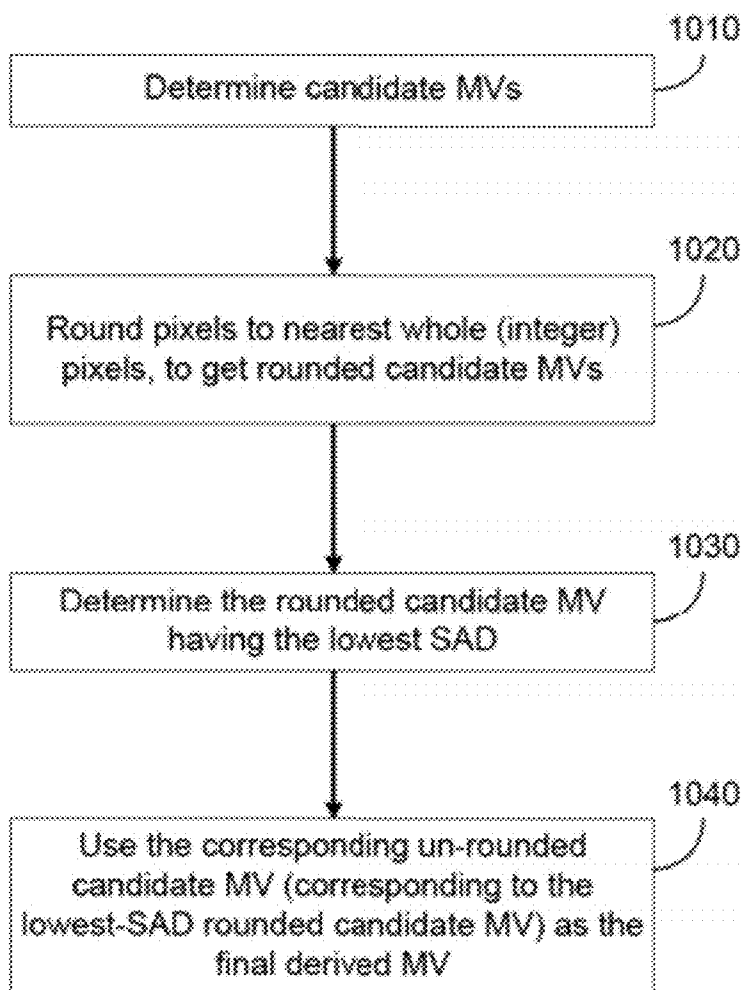 1010
Determine candidate MVs
1020
Round pixels to nearest whole (integer)
pixels, to get rounded candidate MVs
1030
Determine the rounded candidate MV
having the lowest SAD
1040
Use the corresponding un-rounded
candidate MV (corresponding to the
lowest-SAD rounded candidate MV) as the
final derived MV